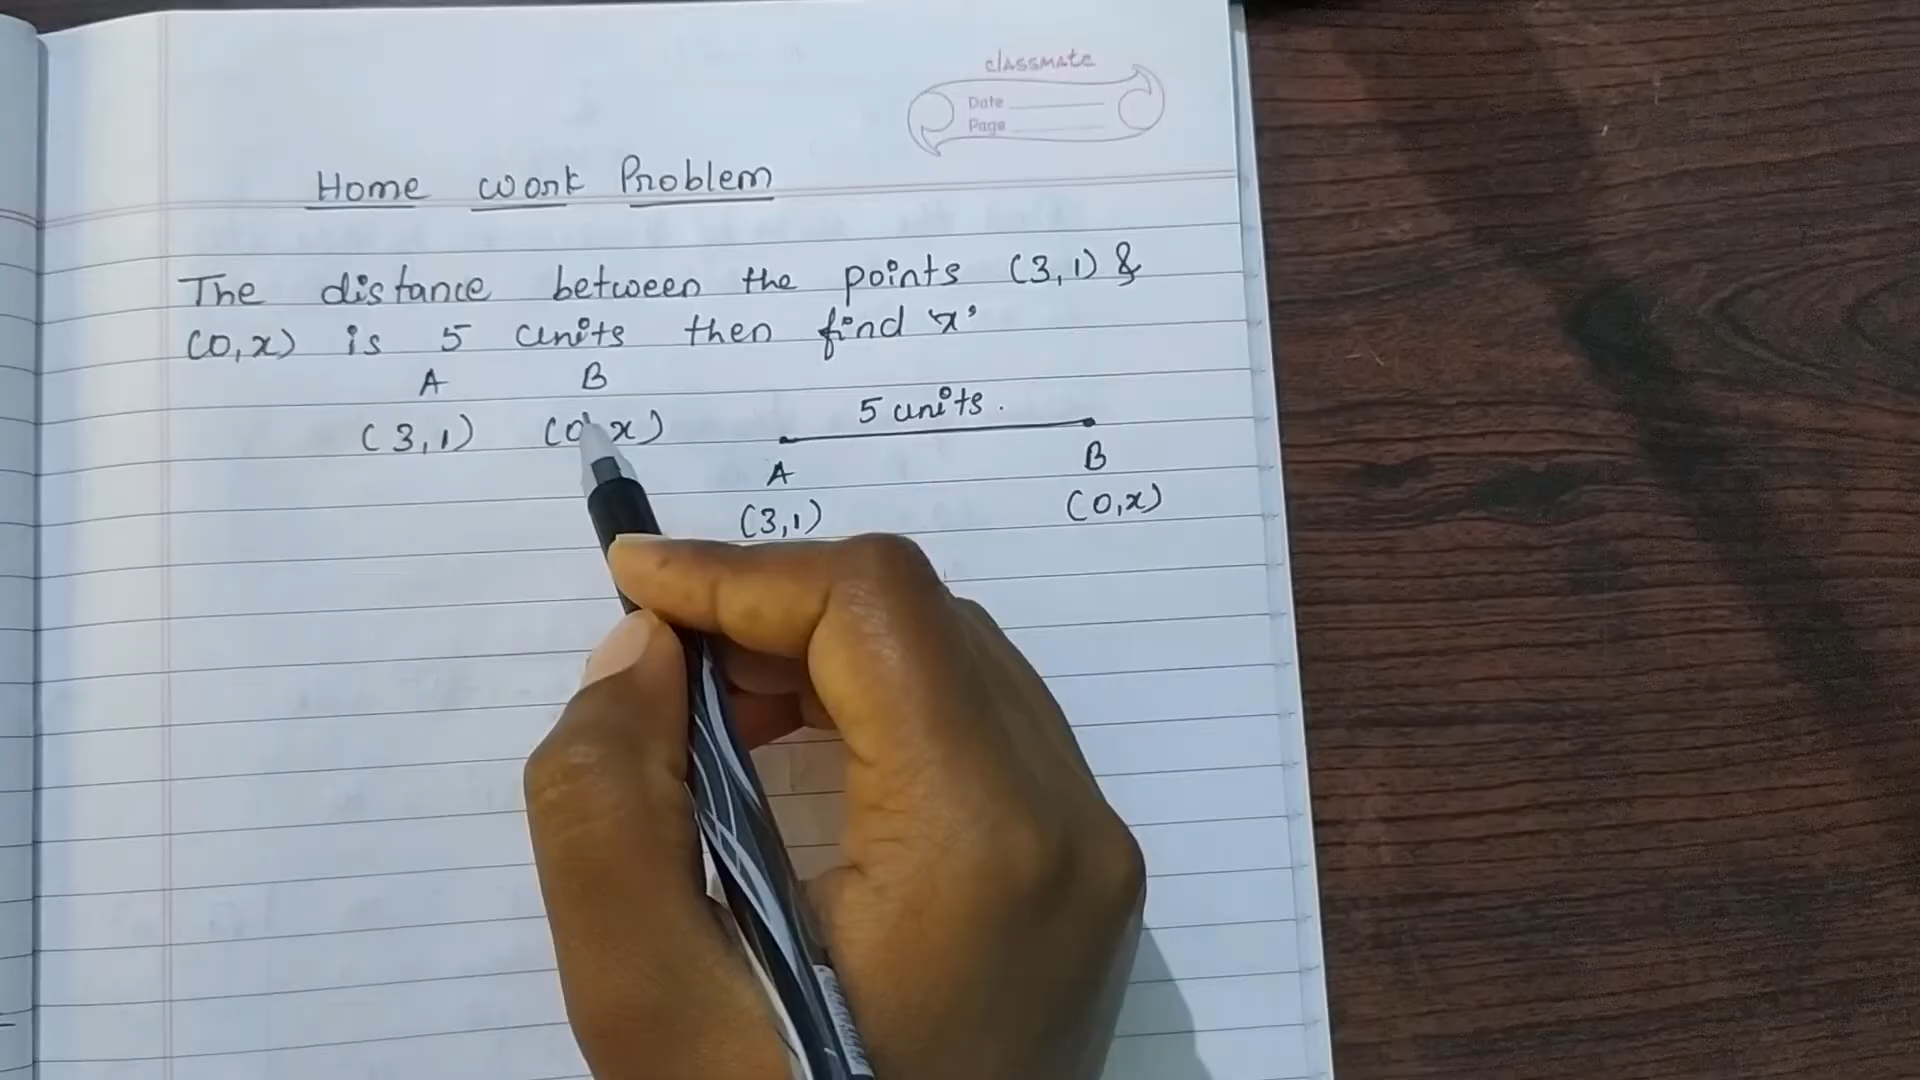 classmate
Date
Page
Home Work Problem
The distance between the points (3,1) &
(0,x) is 5 units then find 'x'
A B
(3,1) (0,x)
5 units.
A B
(3,1) (0,x)